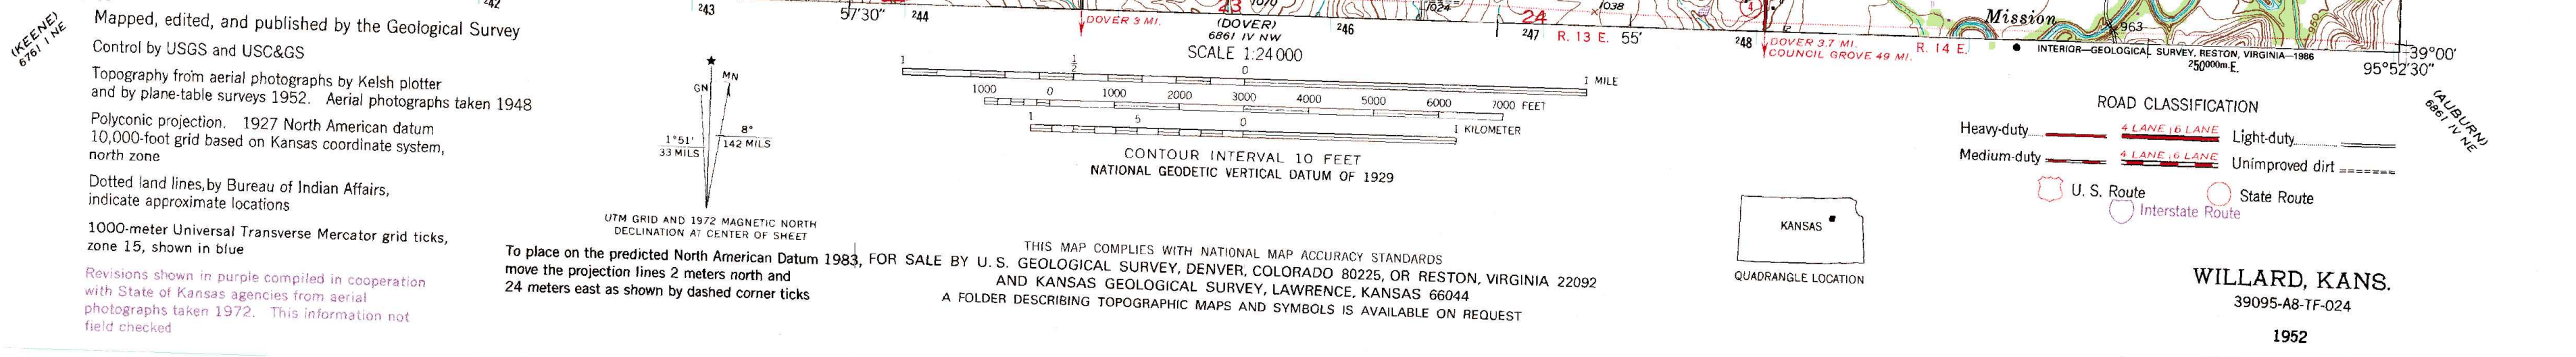 (KEENE)
6761 I NE
Mapped, edited, and published by the Geological Survey
Control by USGS and USC&GS
Topography from aerial photographs by Kelsh plotter
and by plane-table surveys 1952. Aerial photographs taken 1948
Polyconic projection. 1927 North American datum
10,000-foot grid based on Kansas coordinate system,
north zone
Dotted land lines, by Bureau of Indian Affairs,
indicate approximate locations
1000-meter Universal Transverse Mercator grid ticks,
zone 15, shown in blue
Revisions shown in purple compiled in cooperation
with State of Kansas agencies from aerial
photographs taken 1972. This information not
field checked
242
243
57'30"
244
DOVER 3 MI.
23
1070
(DOVER)
6861 IV NW
246
1024
24
1038
247
R. 13 E.
55'
4
248
DOVER 3.7 MI.
COUNCIL GROVE 49 MI.
R. 14 E.
Mission
963
950
INTERIOR—GEOLOGICAL SURVEY, RESTON, VIRGINIA—1986
250000m.E.
39°00'
95°52'30"
(AUBURN)
6861 IV NE
MN
GN
1°51'
33 MILS
8°
142 MILS
UTM GRID AND 1972 MAGNETIC NORTH
DECLINATION AT CENTER OF SHEET
SCALE 1:24 000
1 1/2 0 1 MILE
1000 0 1000 2000 3000 4000 5000 6000 7000 FEET
1 5 0 1 KILOMETER
CONTOUR INTERVAL 10 FEET
NATIONAL GEODETIC VERTICAL DATUM OF 1929
To place on the predicted North American Datum 1983,
move the projection lines 2 meters north and
24 meters east as shown by dashed corner ticks
THIS MAP COMPLIES WITH NATIONAL MAP ACCURACY STANDARDS
FOR SALE BY U. S. GEOLOGICAL SURVEY, DENVER, COLORADO 80225, OR RESTON, VIRGINIA 22092
AND KANSAS GEOLOGICAL SURVEY, LAWRENCE, KANSAS 66044
A FOLDER DESCRIBING TOPOGRAPHIC MAPS AND SYMBOLS IS AVAILABLE ON REQUEST
KANSAS
QUADRANGLE LOCATION
ROAD CLASSIFICATION
Heavy-duty 4 LANE 6 LANE Light-duty
Medium-duty 4 LANE 6 LANE Unimproved dirt
U. S. Route State Route
Interstate Route
WILLARD, KANS.
39095-A8-TF-024
1952